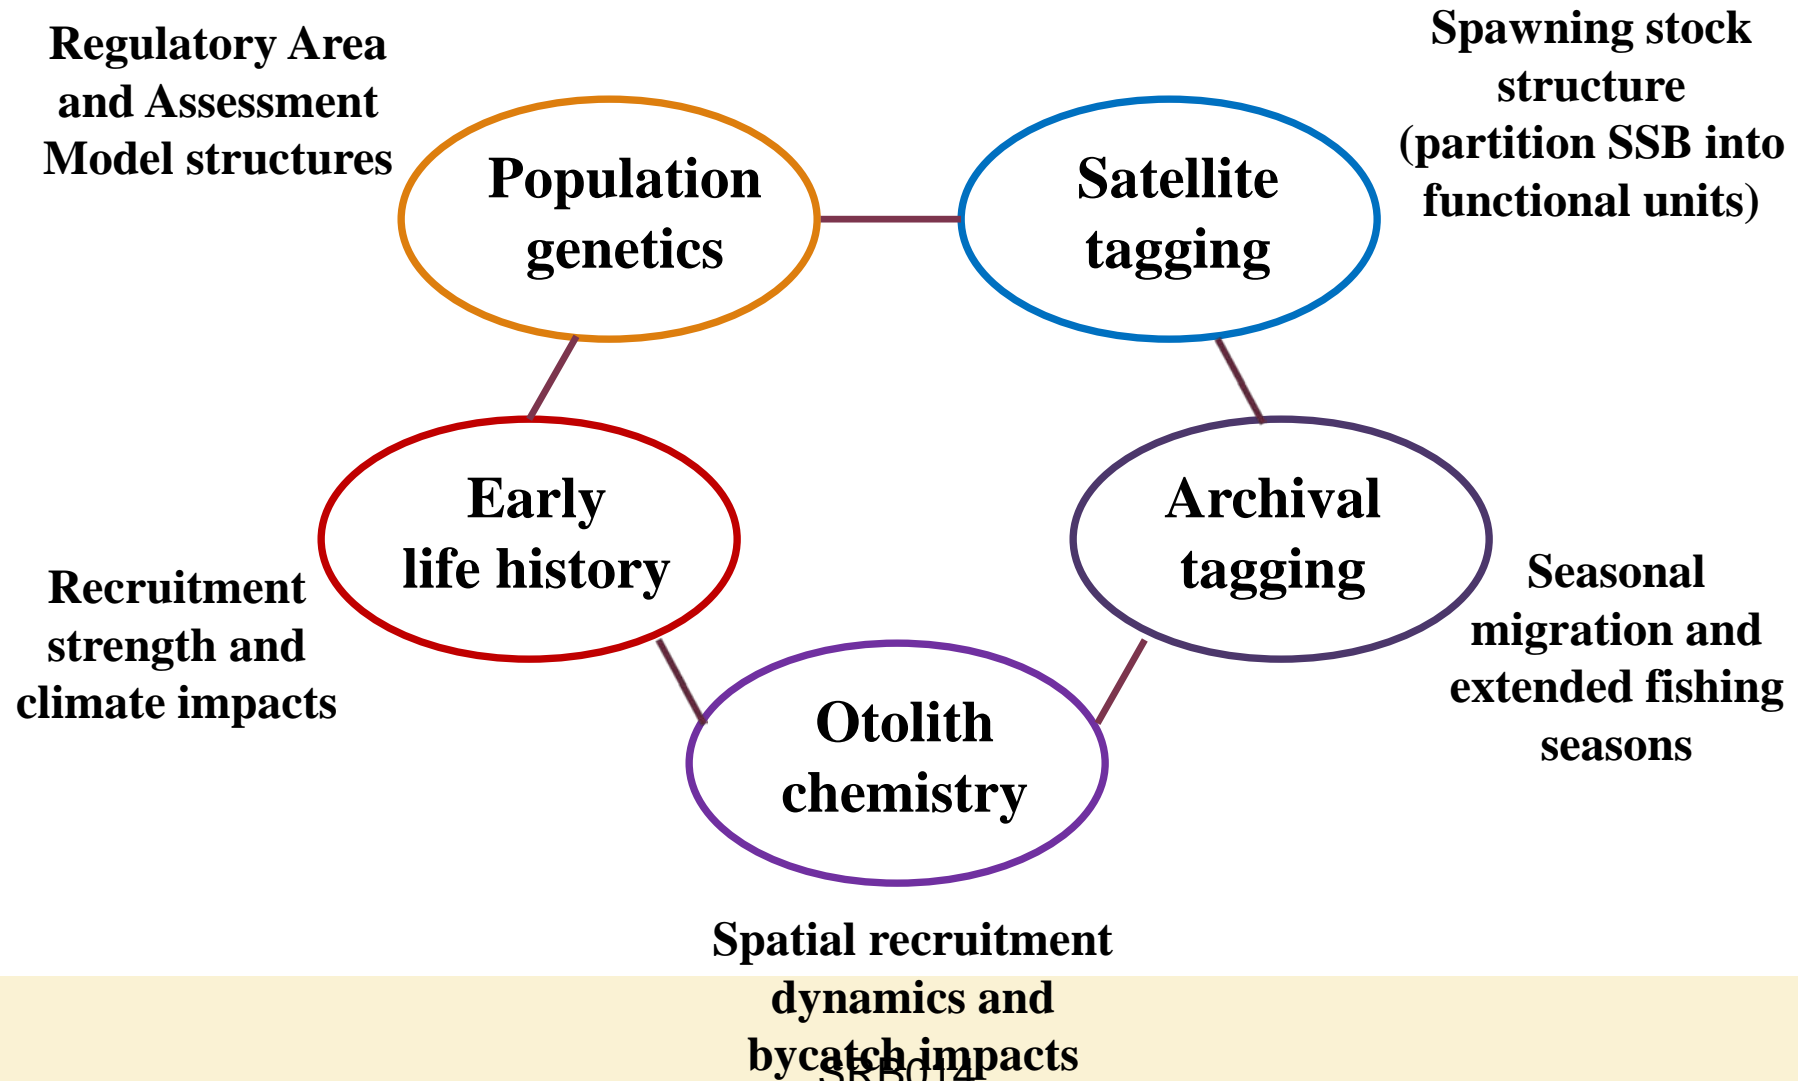 Regulatory Area
and Assessment
Model structures
Population
genetics
Satellite
tagging
Spawning stock
structure
(partition SSB into
functional units)
Early
life history
Archival
tagging
Recruitment
strength and
climate impacts
Seasonal
migration and
extended fishing
seasons
Otolith
chemistry
Spatial recruitment
dynamics and
bycatch impacts
SRB014